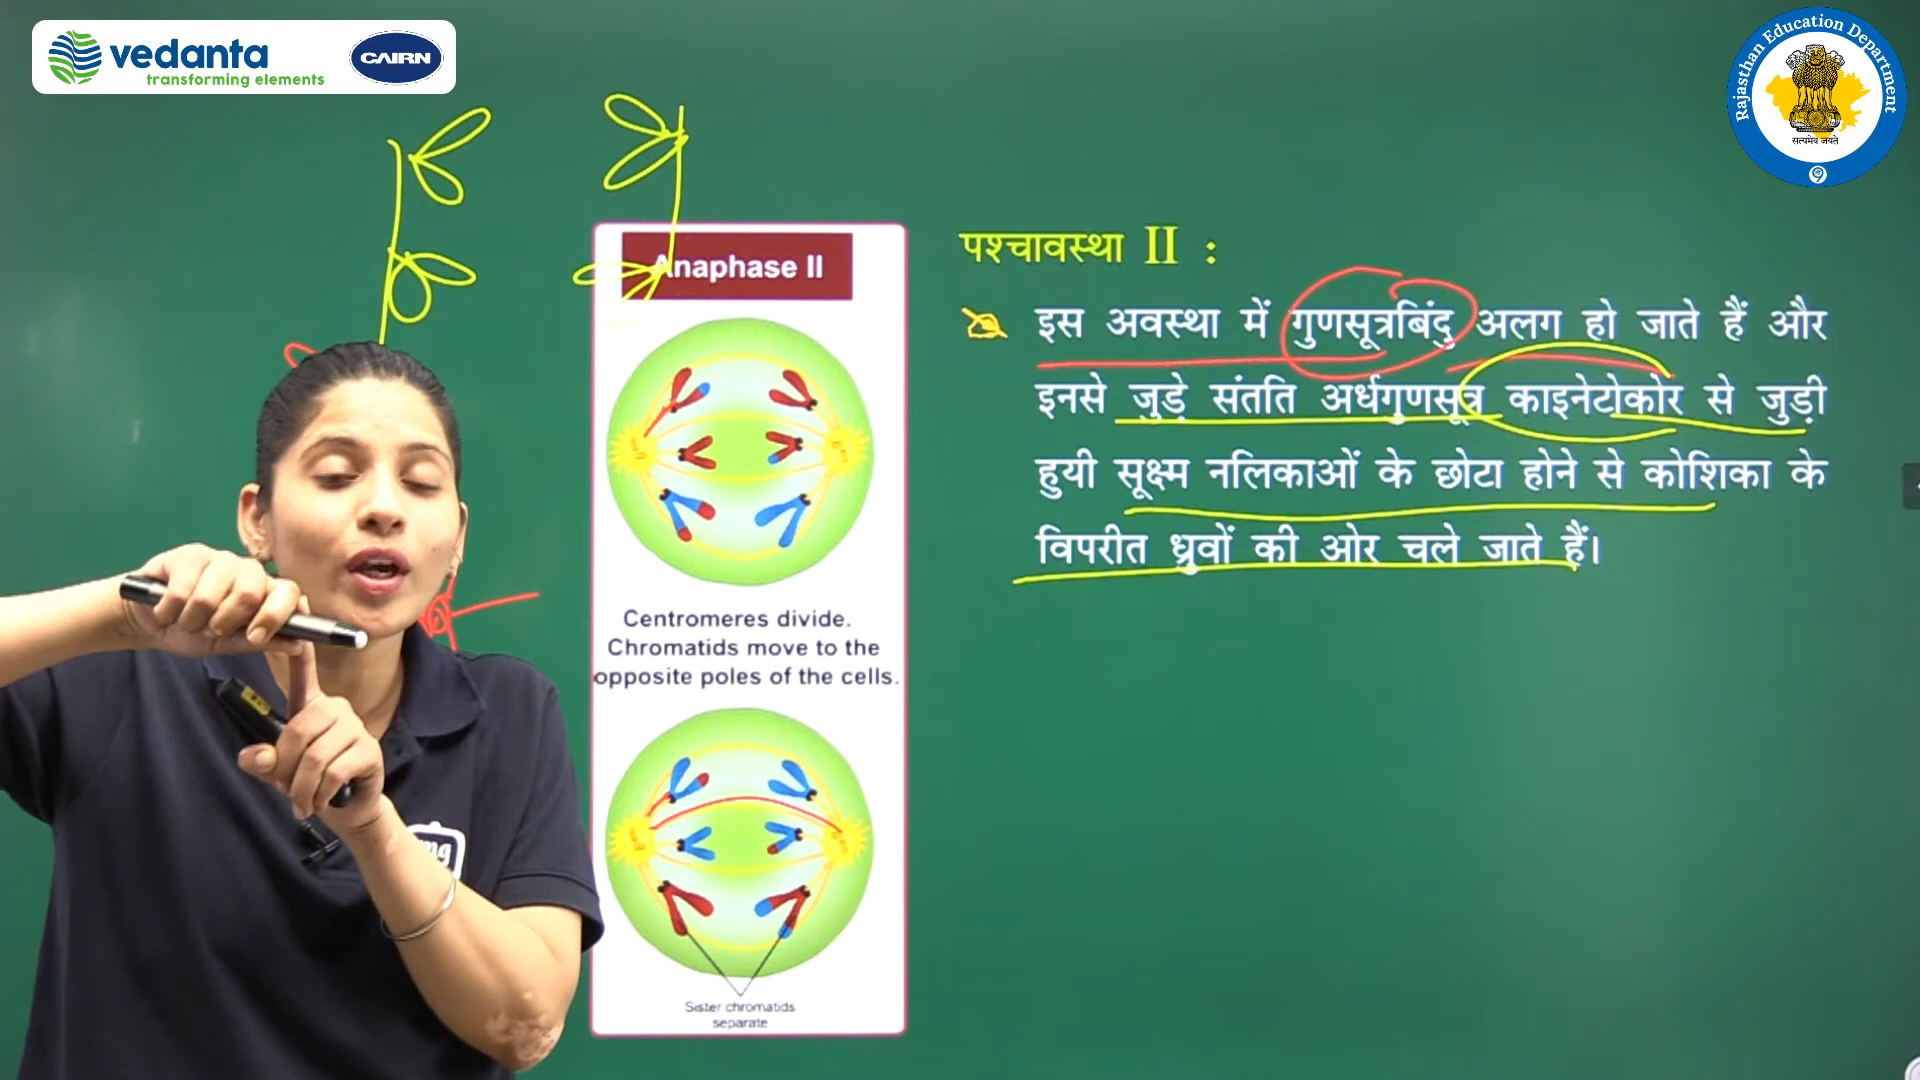 vedanta
transforming elements
CAIRN
Rajasthan Education Department
सत्यमेव जयते
Anaphase II
Centromeres divide.
Chromatids move to the
opposite poles of the cells.
Sister chromatids
separate
पश्चावस्था II :
इस अवस्था में गुणसूत्रबिंदु अलग हो जाते हैं और
इनसे जुड़े संतति अर्धगुणसूत्र काइनेटोकोर से जुड़ी
हुयी सूक्ष्म नलिकाओं के छोटा होने से कोशिका के
विपरीत ध्रुवों की ओर चले जाते हैं।